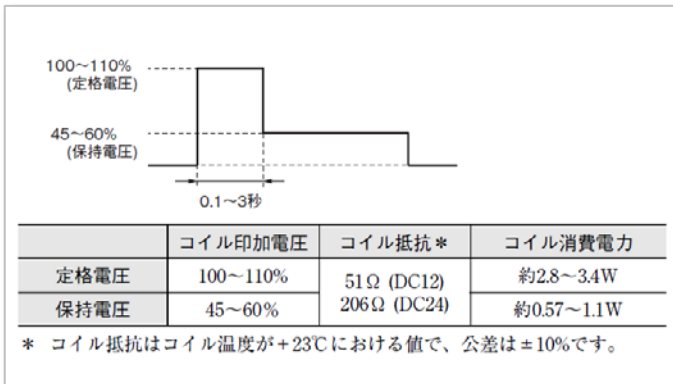 100～110%
(定格電圧)
45～60%
(保持電圧)
0.1～3秒
コイル印加電圧 コイル抵抗＊ コイル消費電力
定格電圧 100～110% 51Ω (DC12) 約2.8～3.4W
保持電圧 45～60% 206Ω (DC24) 約0.57～1.1W
＊ コイル抵抗はコイル温度が＋23℃における値で、公差は±10%です。